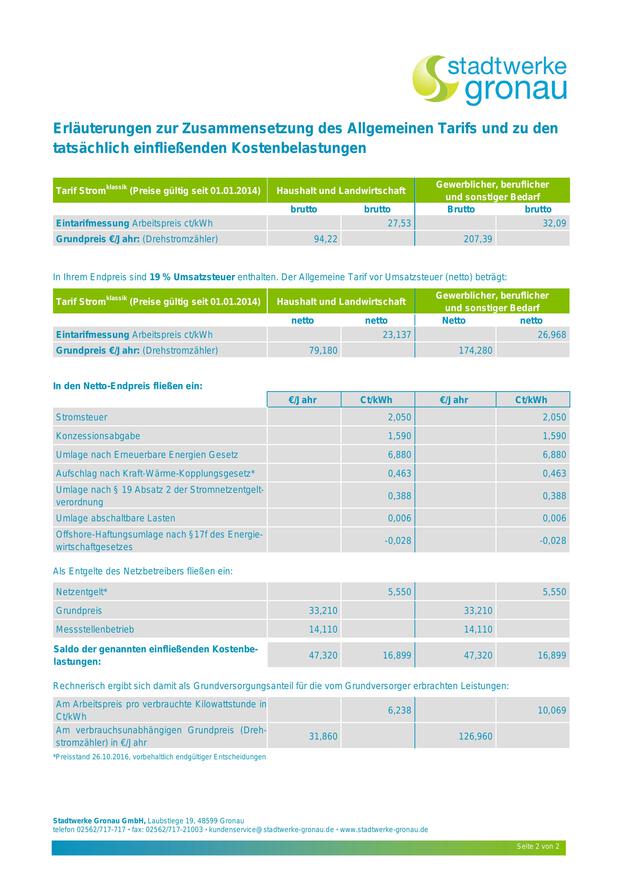 stadtwerke
gronau
Erläuterungen zur Zusammensetzung des Allgemeinen Tarifs und zu den
tatsächlich einfließenden Kostenbelastungen
Tarif Strom klassik (Preise gültig seit 01.01.2014) Haushalt und Landwirtschaft Gewerblicher, beruflicher
und sonstiger Bedarf
brutto brutto Brutto brutto
Eintarifmessung Arbeitspreis ct/kWh 27,53 32,09
Grundpreis €/Jahr: (Drehstromzähler) 94,22 207,39
In Ihrem Endpreis sind 19 % Umsatzsteuer enthalten. Der Allgemeine Tarif vor Umsatzsteuer (netto) beträgt:
Tarif Strom klassik (Preise gültig seit 01.01.2014) Haushalt und Landwirtschaft Gewerblicher, beruflicher
und sonstiger Bedarf
netto netto Netto netto
Eintarifmessung Arbeitspreis ct/kWh 23,137 26,968
Grundpreis €/Jahr: (Drehstromzähler) 79,180 174,280
In den Netto-Endpreis fließen ein:
€/Jahr Ct/kWh €/Jahr Ct/kWh
Stromsteuer 2,050 2,050
Konzessionsabgabe 1,590 1,590
Umlage nach Erneuerbare Energien Gesetz 6,880 6,880
Aufschlag nach Kraft-Wärme-Kopplungsgesetz* 0,463 0,463
Umlage nach § 19 Absatz 2 der Stromnetzentgelt-
verordnung 0,388 0,388
Umlage abschaltbare Lasten 0,006 0,006
Offshore-Haftungsumlage nach §17f des Energie-
wirtschaftgesetzes -0,028 -0,028
Als Entgelte des Netzbetreibers fließen ein:
Netzentgelt* 5,550 5,550
Grundpreis 33,210 33,210
Messstellenbetrieb 14,110 14,110
Saldo der genannten einfließenden Kostenbe-
lastungen: 47,320 16,899 47,320 16,899
Rechnerisch ergibt sich damit als Grundversorgungsanteil für die vom Grundversorger erbrachten Leistungen:
Am Arbeitspreis pro verbrauchte Kilowattstunde in
Ct/kWh 6,238 10,069
Am verbrauchsunabhängigen Grundpreis (Dreh-
stromzähler) in €/Jahr 31,860 126,960
*Preisstand 26.10.2016, vorbehaltlich endgültiger Entscheidungen
Stadtwerke Gronau GmbH, Laubstiege 19, 48599 Gronau
telefon 02562/717-717 • fax: 02562/717-21003 • kundenservice@stadtwerke-gronau.de • www.stadtwerke-gronau.de
Seite 2 von 2